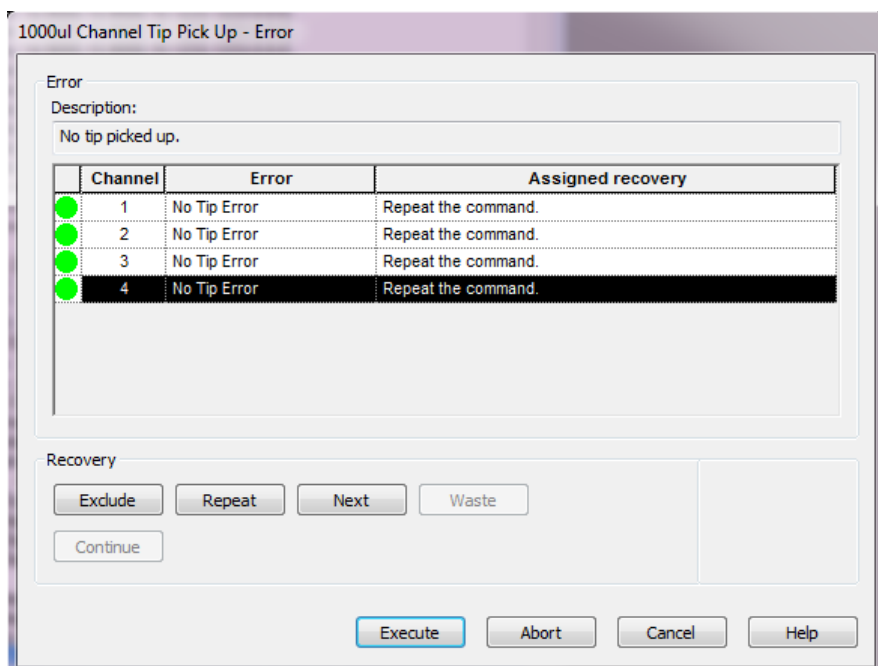 1000ul Channel Tip Pick Up - Error
Error
Description:
No tip picked up.
Channel Error Assigned recovery
1 No Tip Error Repeat the command.
2 No Tip Error Repeat the command.
3 No Tip Error Repeat the command.
4 No Tip Error Repeat the command.
Recovery
Exclude Repeat Next Waste
Continue
Execute Abort Cancel Help